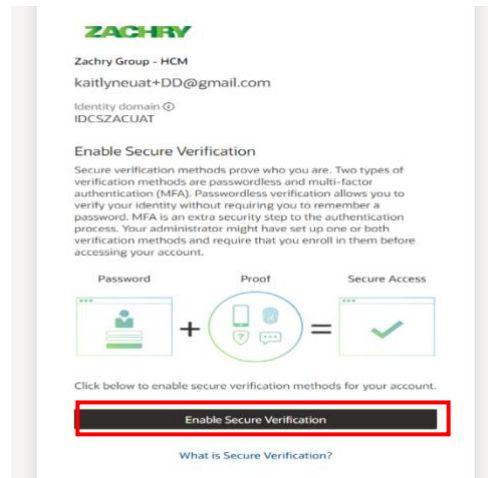 ZACHRY
Zachry Group - HCM
kaitlyneuat+DD@gmail.com
Identity domain
IDCSZACUAT
Enable Secure Verification
Secure verification methods prove who you are. Two types of
verification methods are passwordless and multi-factor
authentication (MFA). Passwordless verification allows you to
verify your identity without requiring you to remember a
password. MFA is an extra security step to the authentication
process. Your administrator might have set up one or both
verification methods and require that you enroll in them before
accessing your account.
Password Proof Secure Access
+ =
Click below to enable secure verification methods for your account.
Enable Secure Verification
What is Secure Verification?